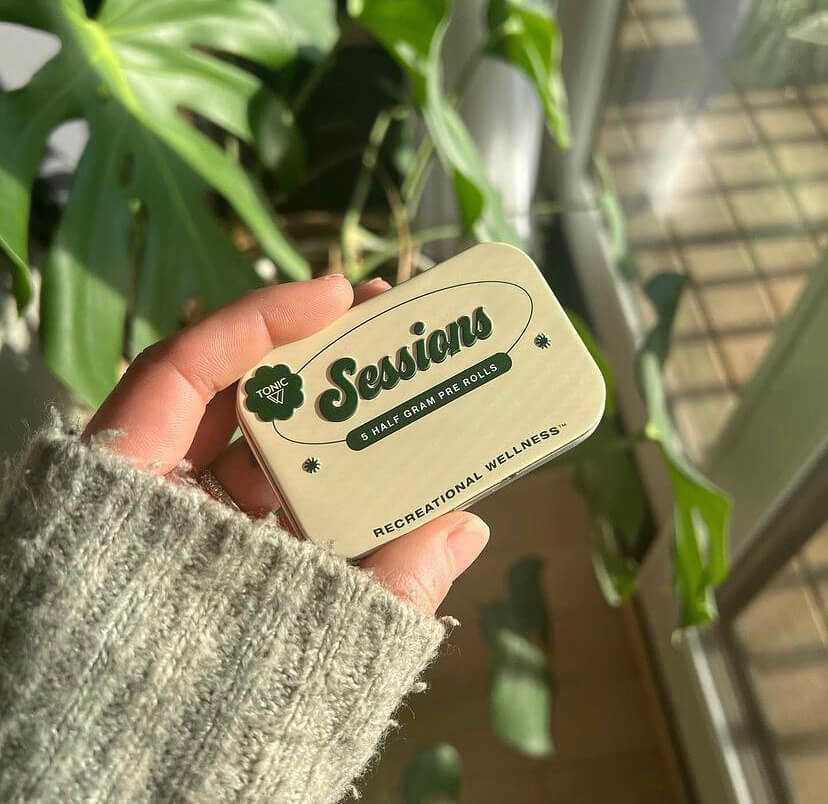 TONIC
Sessions
5 HALF GRAM PRE ROLLS
RECREATIONAL WELLNESS™